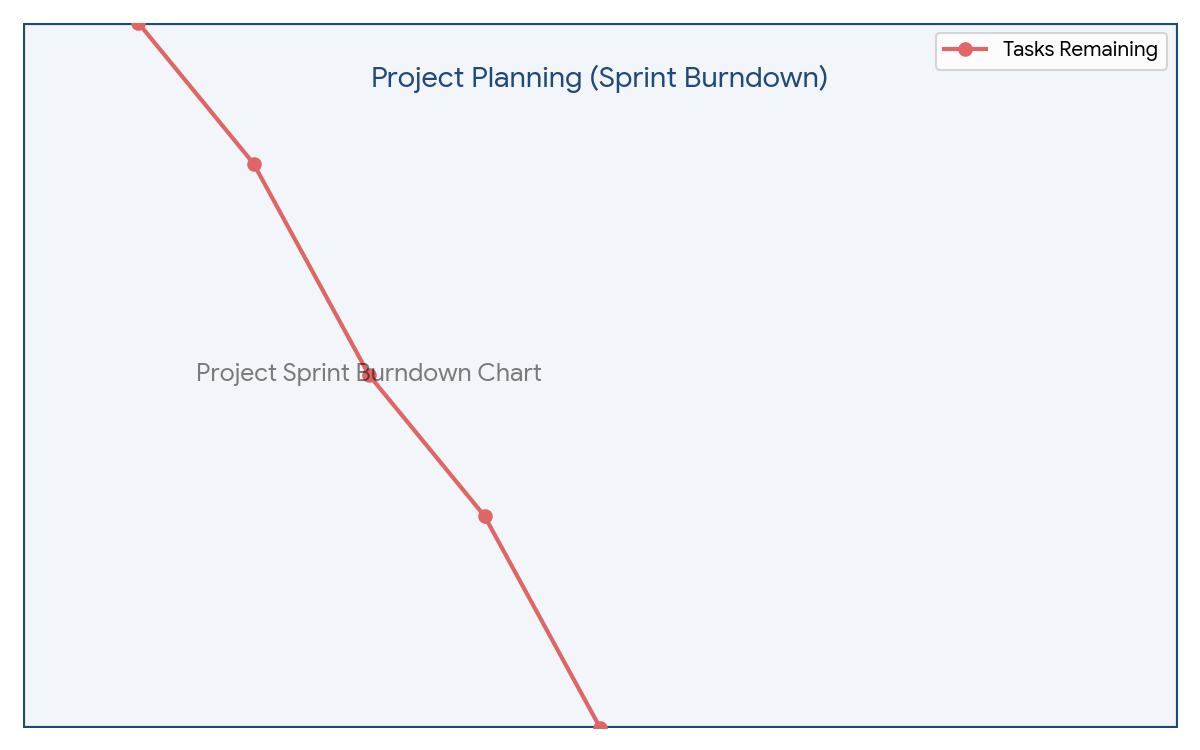 Tasks Remaining
Project Planning (Sprint Burndown)
Project Sprint Burndown Chart